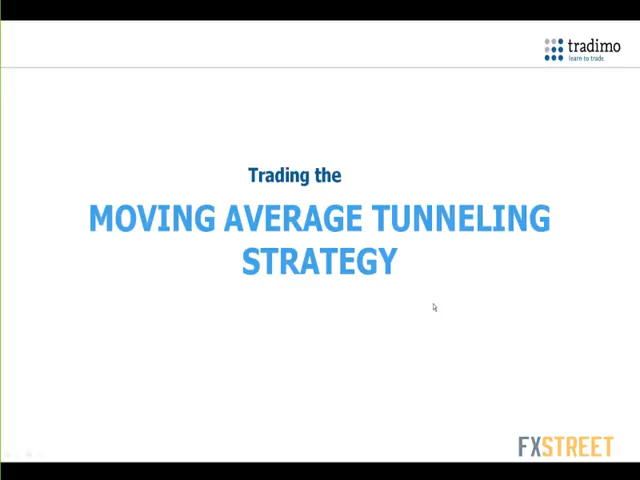 tradimo
learn to trade
Trading the
MOVING AVERAGE TUNNELING
STRATEGY
FXSTREET